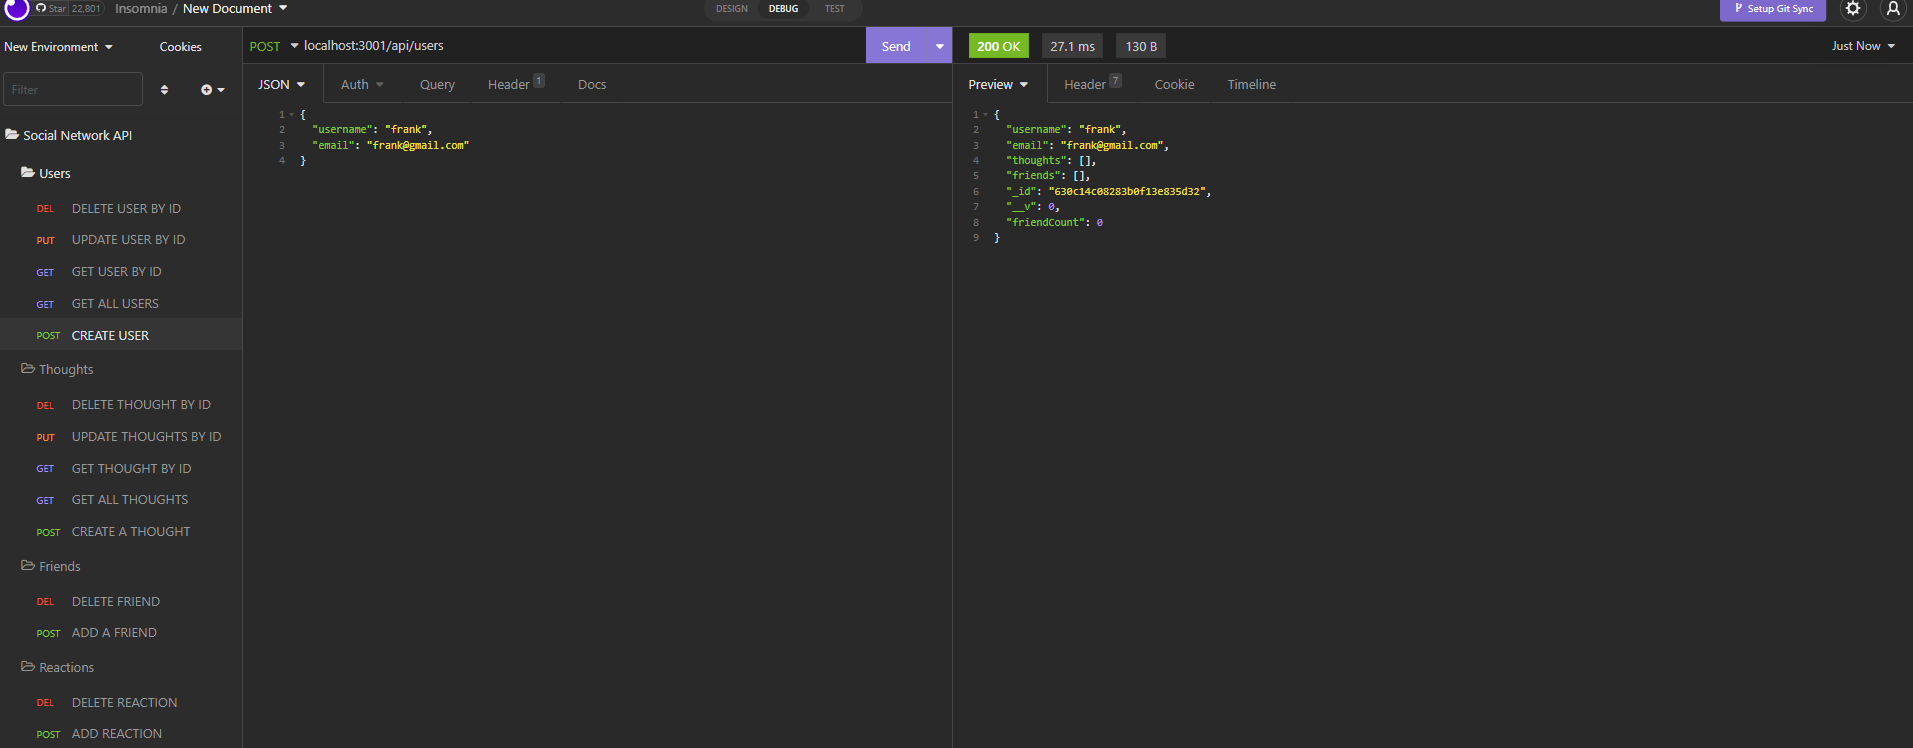 Star 22,801 Insomnia / New Document DESIGN DEBUG TEST Setup Git Sync
New Environment Cookies
Filter
Social Network API
Users
DEL DELETE USER BY ID
PUT UPDATE USER BY ID
GET GET USER BY ID
GET GET ALL USERS
POST CREATE USER
Thoughts
DEL DELETE THOUGHT BY ID
PUT UPDATE THOUGHTS BY ID
GET GET THOUGHT BY ID
GET GET ALL THOUGHTS
POST CREATE A THOUGHT
Friends
DEL DELETE FRIEND
POST ADD A FRIEND
Reactions
DEL DELETE REACTION
POST ADD REACTION
POST localhost:3001/api/users Send
JSON Auth Query Header 1 Docs
1 {
2 "username": "frank",
3 "email": "frank@gmail.com"
4 }
200 OK 27.1 ms 130 B Just Now
Preview Header 7 Cookie Timeline
1 {
2 "username": "frank",
3 "email": "frank@gmail.com",
4 "thoughts": [],
5 "friends": [],
6 "_id": "630c14c08283b0f13e835d32",
7 "__v": 0,
8 "friendCount": 0
9 }